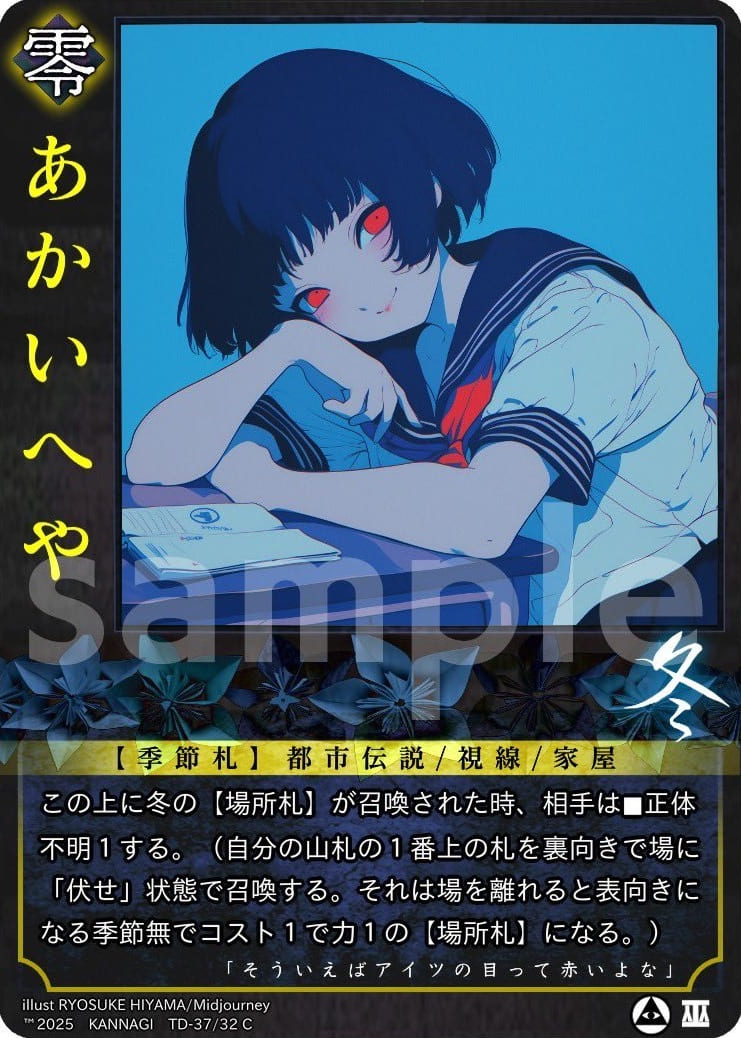 零
あかいへや
sample
冬
【季節札】都市伝説/視線/家屋
この上に冬の【場所札】が召喚された時、相手は■正体
不明1する。（自分の山札の1番上の札を裏向きで場に
「伏せ」状態で召喚する。それは場を離れると表向きに
なる季節無でコスト1で力1の【場所札】になる。）
「そういえばアイツの目って赤いよな」
illust RYOSUKE HIYAMA/Midjourney
™2025 KANNAGI TD-37/32 C